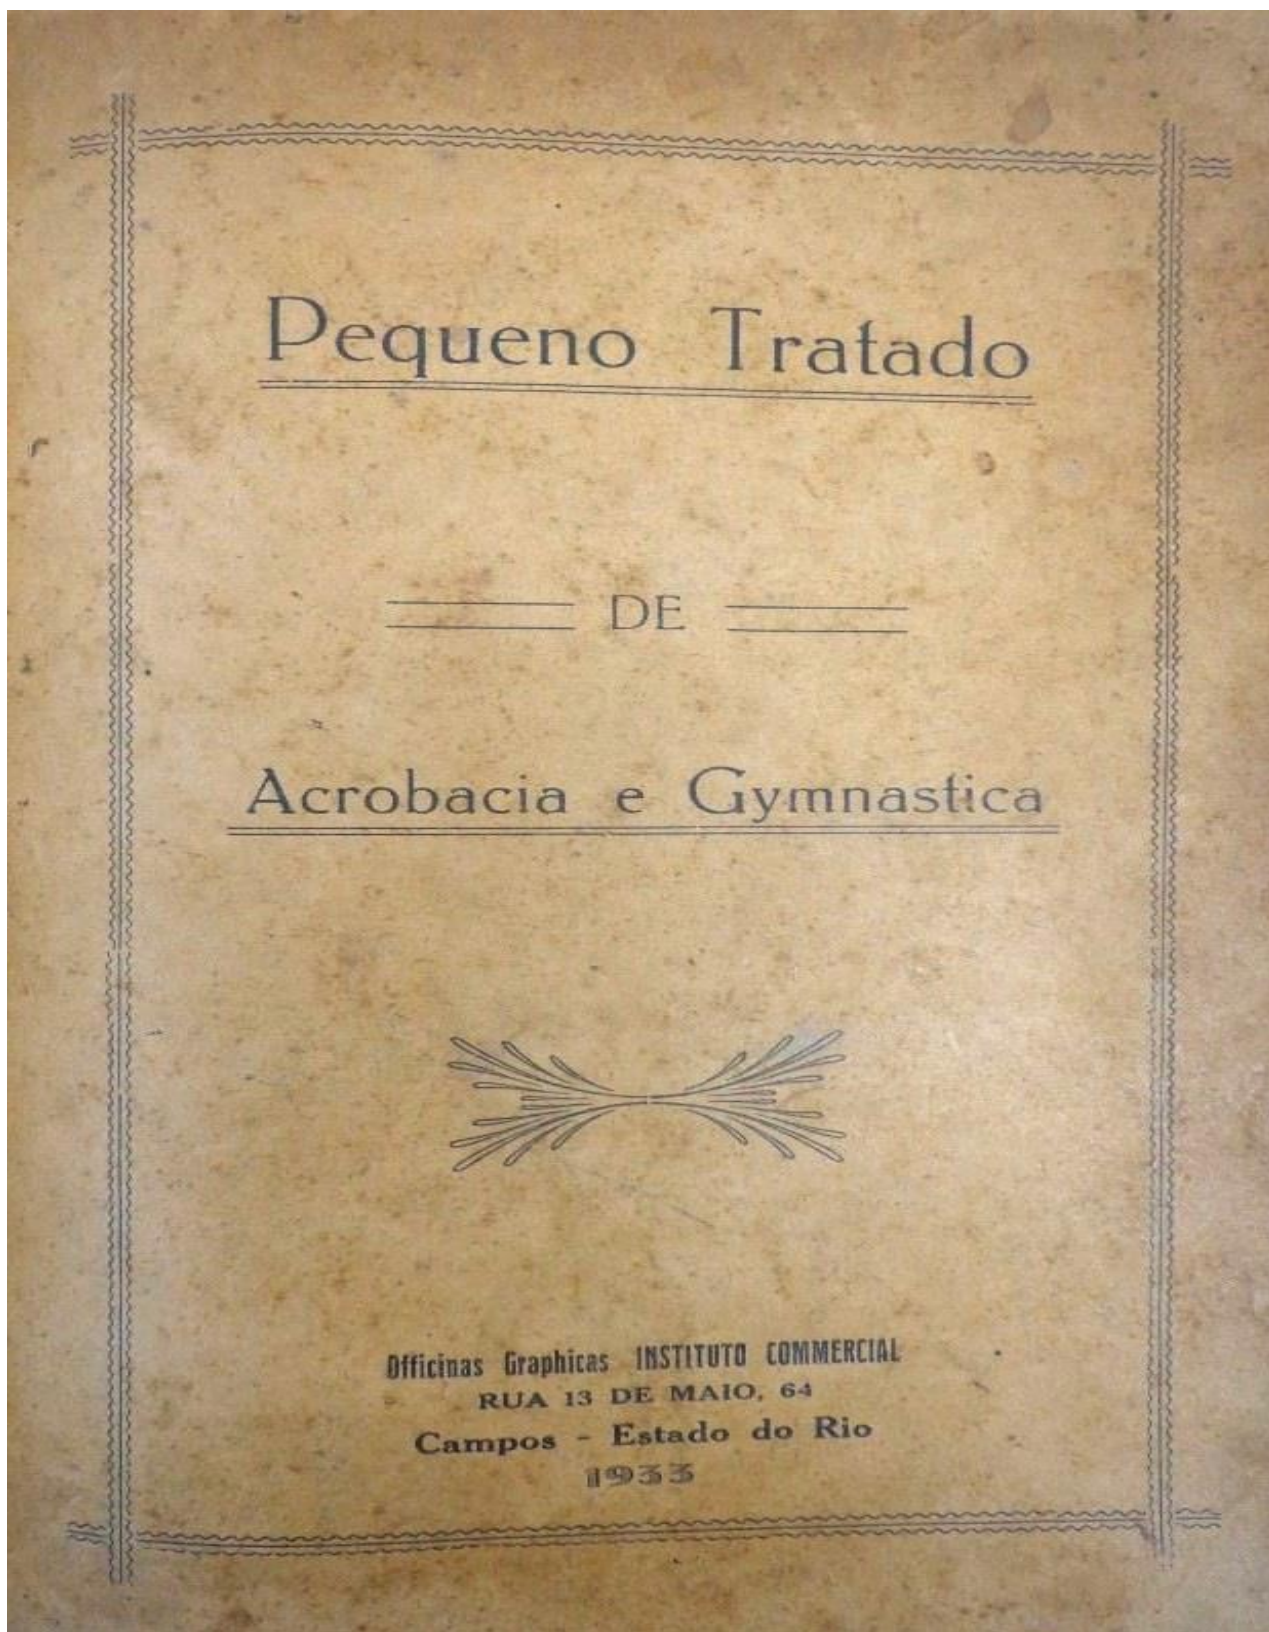 Pequeno Tratado
DE
Acrobacia e Gymnastica
Officinas Graphicas INSTITUTO COMMERCIAL
RUA 13 DE MAIO, 64
Campos - Estado do Rio
1933